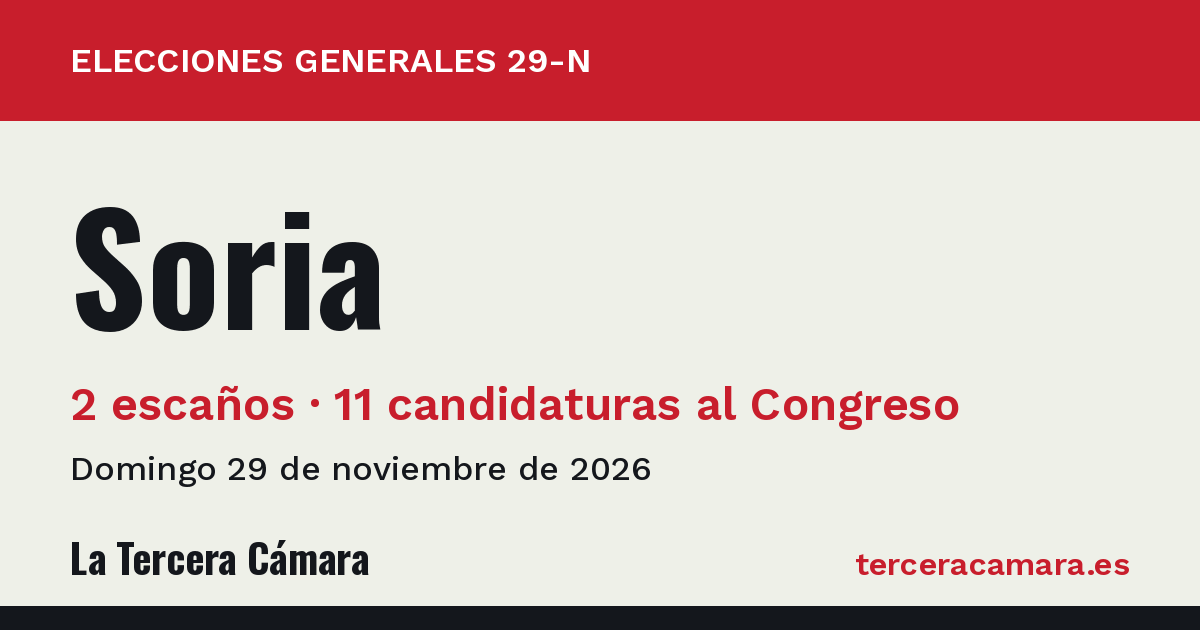 ELECCIONES GENERALES 29-N
Soria
2 escaños · 11 candidaturas al Congreso
Domingo 29 de noviembre de 2026
La Tercera Cámara
terceracamara.es